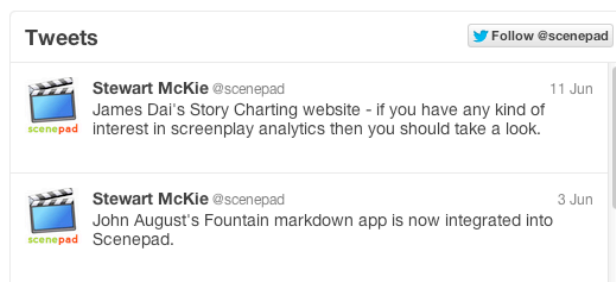 Tweets
Follow @scenepad
Stewart McKie @scenepad
11 Jun
James Dai's Story Charting website - if you have any kind of
interest in screenplay analytics then you should take a look.
scenepad
Stewart McKie @scenepad
3 Jun
John August's Fountain markdown app is now integrated into
Scenepad.
scenepad